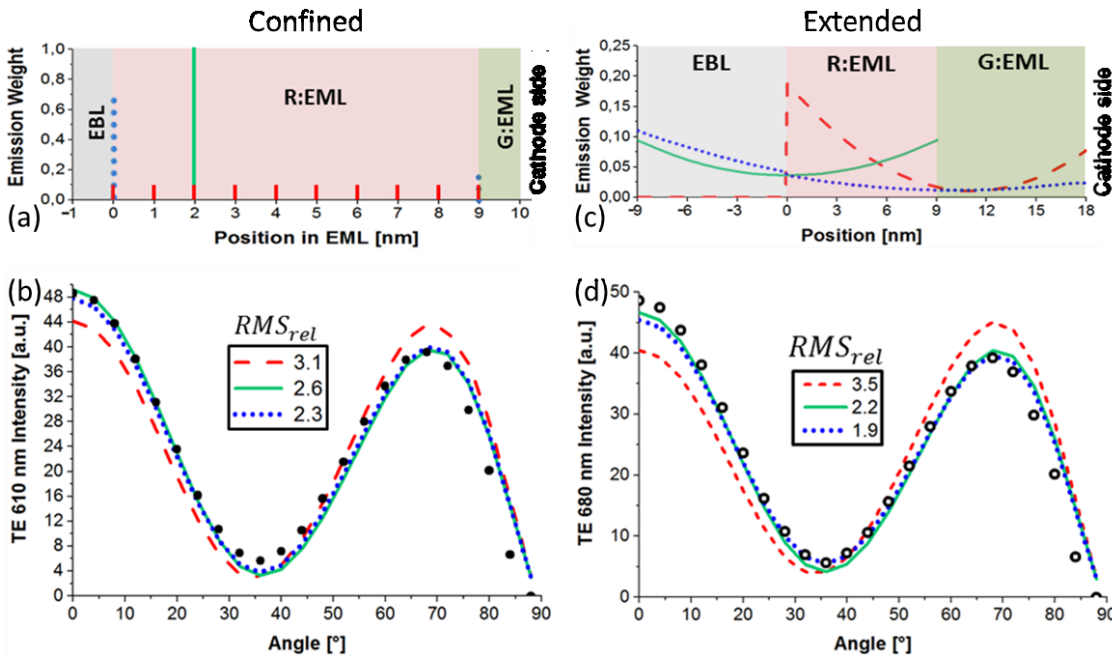 Confined
Emission Weight
1,0
0,8
0,6
0,4
0,2
0,0
EBL
R:EML
G:EML
Cathode side
-1 0 1 2 3 4 5 6 7 8 9 10
Position in EML [nm]
(a)
Extended
Emission Weight
0,25
0,20
0,15
0,10
0,05
0,00
EBL
R:EML
G:EML
Cathode side
-9 -6 -3 0 3 6 9 12 15 18
Position [nm]
(c)
(b)
TE 610 nm Intensity [a.u.]
48
44
40
36
32
28
24
20
16
12
8
4
0
RMSrel
3.1
2.6
2.3
0 10 20 30 40 50 60 70 80 90
Angle [°]
(d)
TE 680 nm Intensity [a.u.]
50
40
30
20
10
0
RMSrel
3.5
2.2
1.9
0 10 20 30 40 50 60 70 80 90
Angle [°]